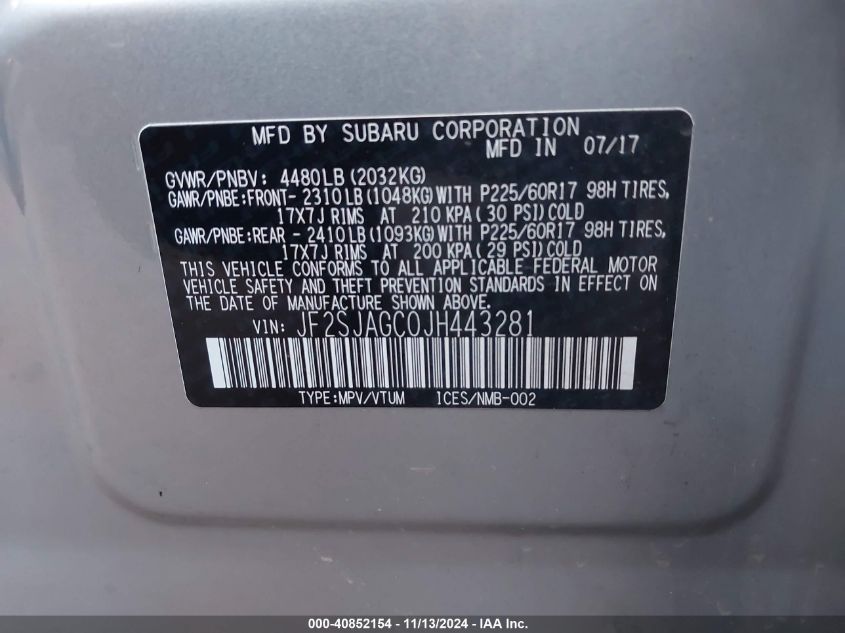 MFD BY SUBARU CORPORATION
MFD IN 07/17
GVWR/PNBV: 4480LB (2032KG)
GAWR/PNBE:FRONT- 2310LB (1048KG) WITH P225/60R17 98H TIRES,
17X7J RIMS AT 210 KPA (30 PSI) COLD
GAWR/PNBE:REAR - 2410LB (1093KG) WITH P225/60R17 98H TIRES,
17X7J RIMS AT 200 KPA (29 PSI) COLD
THIS VEHICLE CONFORMS TO ALL APPLICABLE FEDERAL MOTOR
VEHICLE SAFETY AND THEFT PREVENTION STANDARDS IN EFFECT ON
THE DATE OF MANUFACTURE SHOWN ABOVE.
VIN: JF2SJAGC0JH443281
TYPE:MPV/VTUM ICES/NMB-002
000-40852154 - 11/13/2024 - IAA Inc.